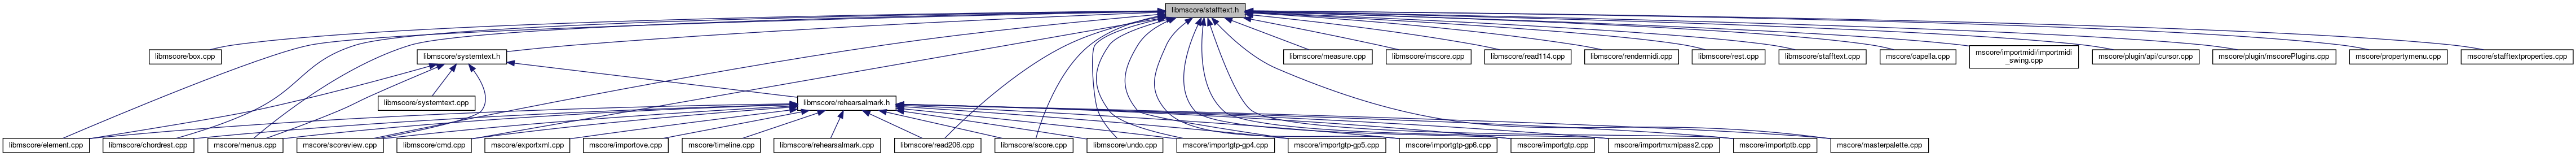 libmscore/stafftext.h
libmscore/box.cpp
libmscore/systemtext.h
libmscore/measure.cpp
libmscore/mscore.cpp
libmscore/read114.cpp
libmscore/rendermidi.cpp
libmscore/rest.cpp
libmscore/stafftext.cpp
mscore/capella.cpp
mscore/importmidi/importmidi
_swing.cpp
mscore/plugin/api/cursor.cpp
mscore/plugin/mscorePlugins.cpp
mscore/propertymenu.cpp
mscore/stafftextproperties.cpp
libmscore/systemtext.cpp
libmscore/rehearsalmark.h
libmscore/element.cpp
libmscore/chordrest.cpp
mscore/menus.cpp
mscore/scoreview.cpp
libmscore/cmd.cpp
mscore/exportxml.cpp
mscore/importove.cpp
mscore/timeline.cpp
libmscore/rehearsalmark.cpp
libmscore/read206.cpp
libmscore/score.cpp
libmscore/undo.cpp
mscore/importgtp-gp4.cpp
mscore/importgtp-gp5.cpp
mscore/importgtp-gp6.cpp
mscore/importgtp.cpp
mscore/importmxmlpass2.cpp
mscore/importptb.cpp
mscore/masterpalette.cpp